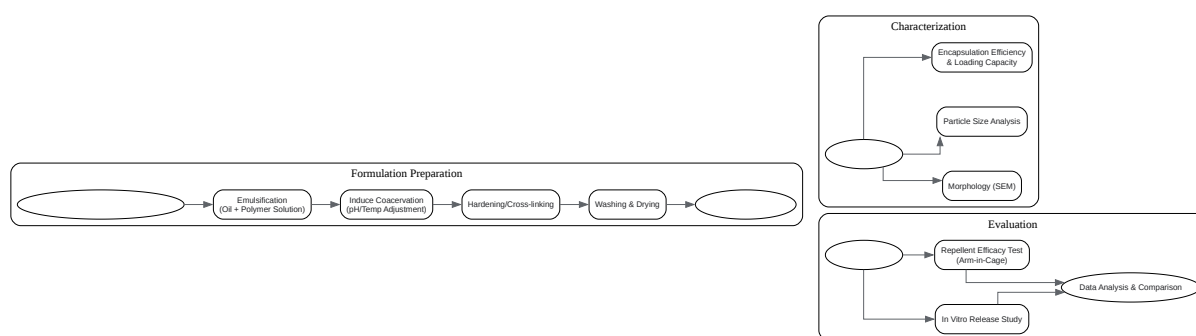 Characterization
Encapsulation Efficiency
& Loading Capacity
Particle Size Analysis
Morphology (SEM)
Formulation Preparation
Emulsification
(Oil + Polymer Solution)
Induce Coacervation
(pH/Temp Adjustment)
Hardening/Cross-linking
Washing & Drying
Evaluation
Repellent Efficacy Test
(Arm-in-Cage)
Data Analysis & Comparison
In Vitro Release Study